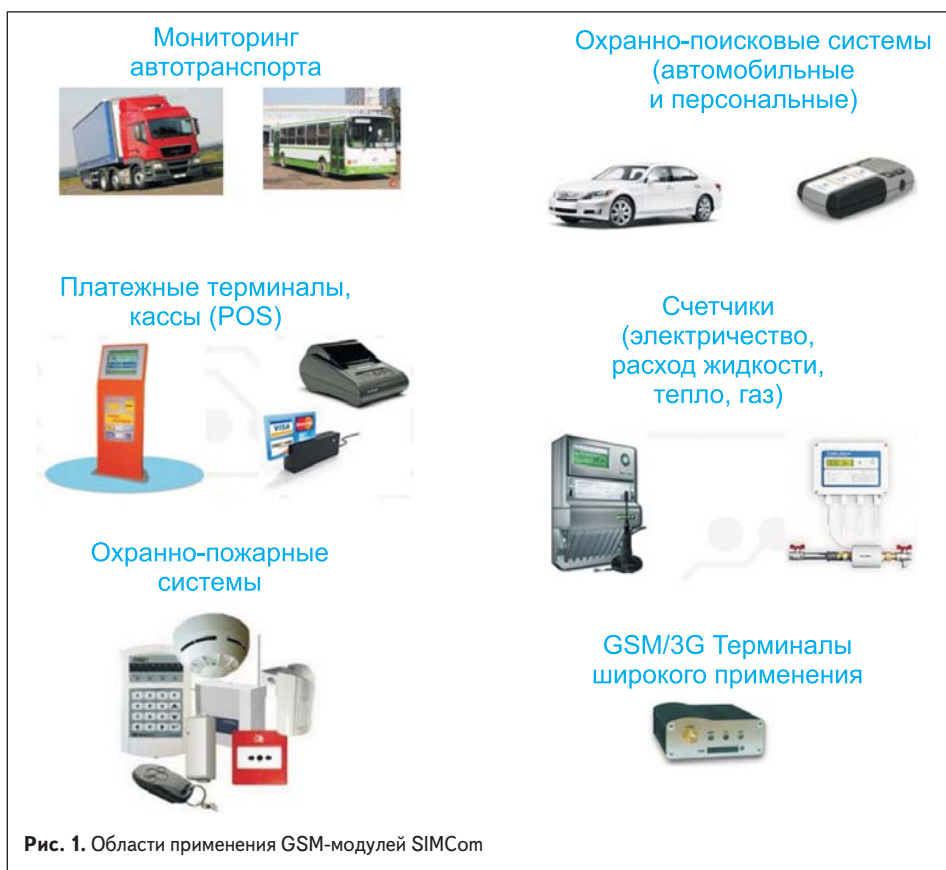 Мониторинг
автотранспорта
Охранно-поисковые системы
(автомобильные
и персональные)
Платежные терминалы,
кассы (POS)
VISA
Счетчики
(электричество,
расход жидкости,
тепло, газ)
Охранно-пожарные
системы
GSM/3G Терминалы
широкого применения
Рис. 1. Области применения GSM-модулей SIMCom